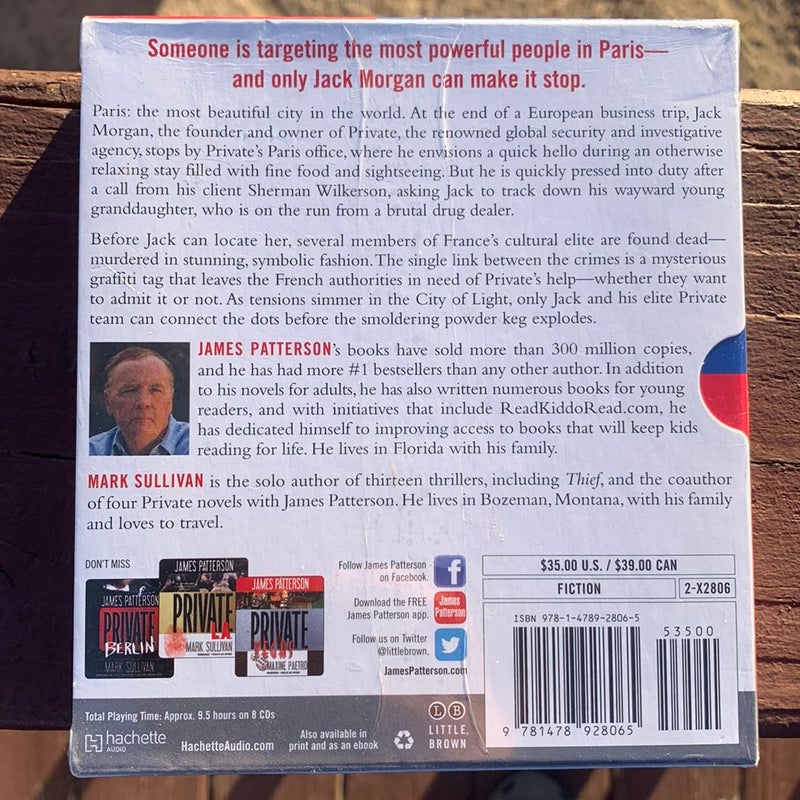 Someone is targeting the most powerful people in Paris—
and only Jack Morgan can make it stop.
Paris: the most beautiful city in the world. At the end of a European business trip, Jack
Morgan, the founder and owner of Private, the renowned global security and investigative
agency, stops by Private's Paris office, where he envisions a quick hello during an otherwise
relaxing stay filled with fine food and sightseeing. But he is quickly pressed into duty after
a call from his client Sherman Wilkerson, asking Jack to track down his wayward young
granddaughter, who is on the run from a brutal drug dealer.
Before Jack can locate her, several members of France's cultural elite are found dead—
murdered in stunning, symbolic fashion. The single link between the crimes is a mysterious
graffiti tag that leaves the French authorities in need of Private's help—whether they want
to admit it or not. As tensions simmer in the City of Light, only Jack and his elite Private
team can connect the dots before the smoldering powder keg explodes.
JAMES PATTERSON's books have sold more than 300 million copies,
and he has had more #1 bestsellers than any other author. In addition
to his novels for adults, he has also written numerous books for young
readers, and with initiatives that include ReadKiddoRead.com, he
has dedicated himself to improving access to books that will keep kids
reading for life. He lives in Florida with his family.
MARK SULLIVAN is the solo author of thirteen thrillers, including Thief, and the coauthor
of four Private novels with James Patterson. He lives in Bozeman, Montana, with his family
and loves to travel.
DON'T MISS
JAMES PATTERSON
PRIVATE
BERLIN
MARK SULLIVAN
JAMES PATTERSON
PRIVATE
L.A.
MARK SULLIVAN
JAMES PATTERSON
PRIVATE
MAXINE PAETRO
Follow James Patterson
on Facebook.
f
Download the FREE
James Patterson app.
James
Patterson
Follow us on Twitter
@littlebrown.
JamesPatterson.com
$35.00 U.S. / $39.00 CAN
FICTION
2-X2806
ISBN 978-1-4789-2806-5
53500
9 781478 928065
Total Playing Time: Approx. 9.5 hours on 8 CDs
hachette
AUDIO
HachetteAudio.com
Also available in
print and as an ebook
L B
LITTLE,
BROWN